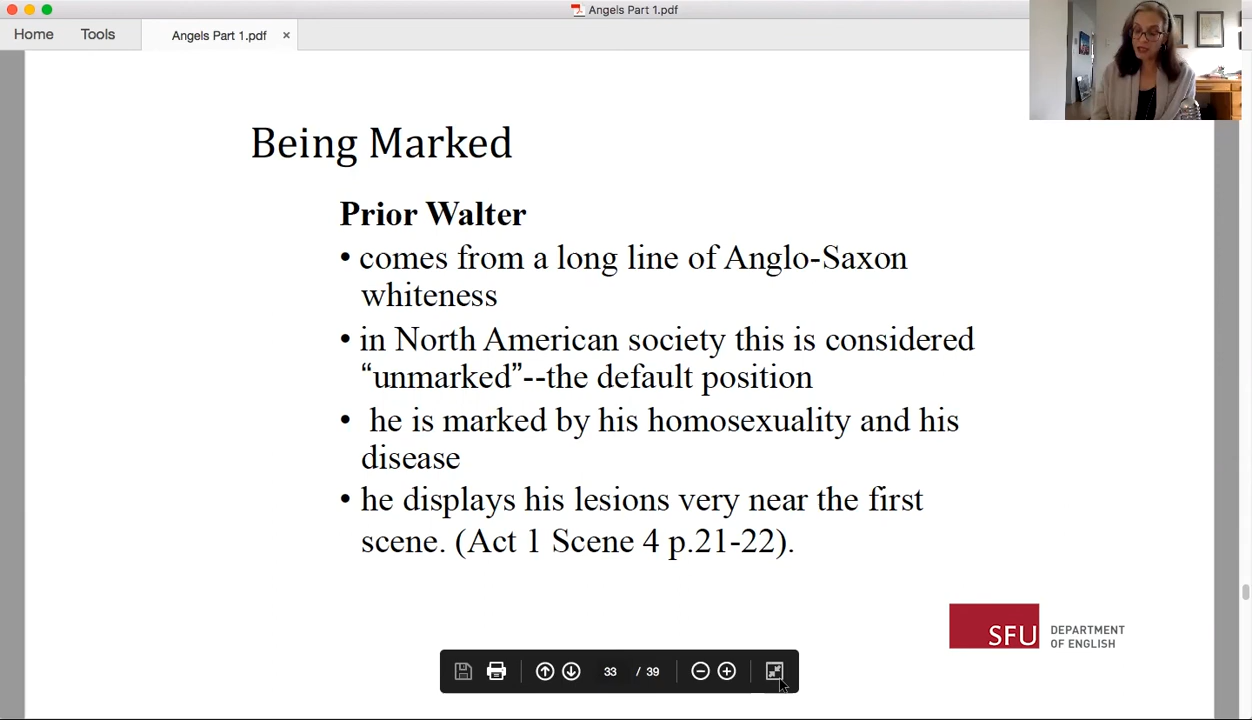 Angels Part 1.pdf
Home
Tools
Angels Part 1.pdf ×
Being Marked
Prior Walter
• comes from a long line of Anglo-Saxon
whiteness
• in North American society this is considered
“unmarked”--the default position
• he is marked by his homosexuality and his
disease
• he displays his lesions very near the first
scene. (Act 1 Scene 4 p.21-22).
SFU
DEPARTMENT
OF ENGLISH
33 / 39